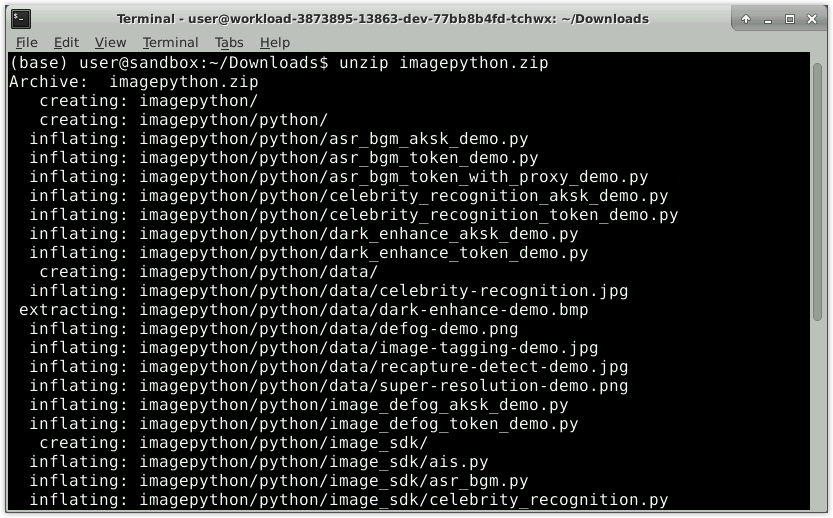 Terminal - user@workload-3873895-13863-dev-77bb8b4fd-tchwx: ~/Downloads
File Edit View Terminal Tabs Help
(base) user@sandbox:~/Downloads$ unzip imagepython.zip
Archive:  imagepython.zip
   creating: imagepython/
   creating: imagepython/python/
  inflating: imagepython/python/asr_bgm_aksk_demo.py
  inflating: imagepython/python/asr_bgm_token_demo.py
  inflating: imagepython/python/asr_bgm_token_with_proxy_demo.py
  inflating: imagepython/python/celebrity_recognition_aksk_demo.py
  inflating: imagepython/python/celebrity_recognition_token_demo.py
  inflating: imagepython/python/dark_enhance_aksk_demo.py
  inflating: imagepython/python/dark_enhance_token_demo.py
   creating: imagepython/python/data/
  inflating: imagepython/python/data/celebrity-recognition.jpg
 extracting: imagepython/python/data/dark-enhance-demo.bmp
  inflating: imagepython/python/data/defog-demo.png
  inflating: imagepython/python/data/image-tagging-demo.jpg
  inflating: imagepython/python/data/recapture-detect-demo.jpg
  inflating: imagepython/python/data/super-resolution-demo.png
  inflating: imagepython/python/image_defog_aksk_demo.py
  inflating: imagepython/python/image_defog_token_demo.py
   creating: imagepython/python/image_sdk/
  inflating: imagepython/python/image_sdk/ais.py
  inflating: imagepython/python/image_sdk/asr_bgm.py
  inflating: imagepython/python/image_sdk/celebrity_recognition.py